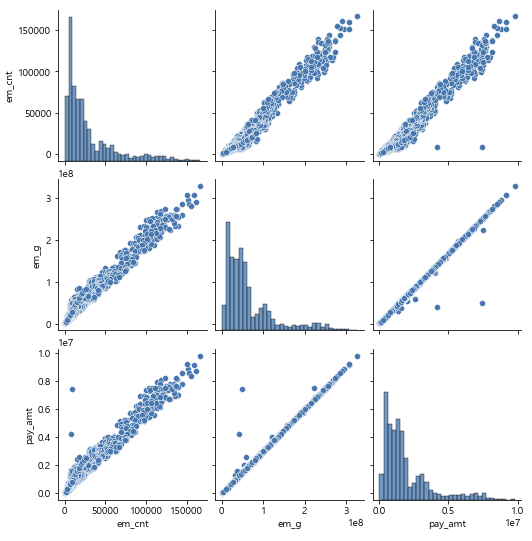 150000
100000
50000
0
em_cnt
1e8
3
2
1
0
em_g
1e7
1.0
0.8
0.6
0.4
0.2
0.0
pay_amt
0 50000 100000 150000
em_cnt
0 1 2 3
1e8
em_g
0.0 0.5 1.0
1e7
pay_amt